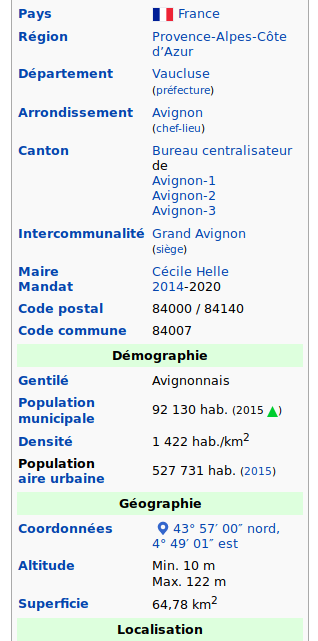 Pays France
Région Provence-Alpes-Côte
d’Azur
Département Vaucluse
(préfecture)
Arrondissement Avignon
(chef-lieu)
Canton Bureau centralisateur
de
Avignon-1
Avignon-2
Avignon-3
Intercommunalité Grand Avignon
(siège)
Maire Cécile Helle
Mandat 2014-2020
Code postal 84000 / 84140
Code commune 84007
Démographie
Gentilé Avignonnais
Population
municipale 92 130 hab. (2015 ▲)
Densité 1 422 hab./km²
Population
aire urbaine 527 731 hab. (2015)
Géographie
Coordonnées 43° 57′ 00″ nord,
4° 49′ 01″ est
Altitude Min. 10 m
Max. 122 m
Superficie 64,78 km²
Localisation